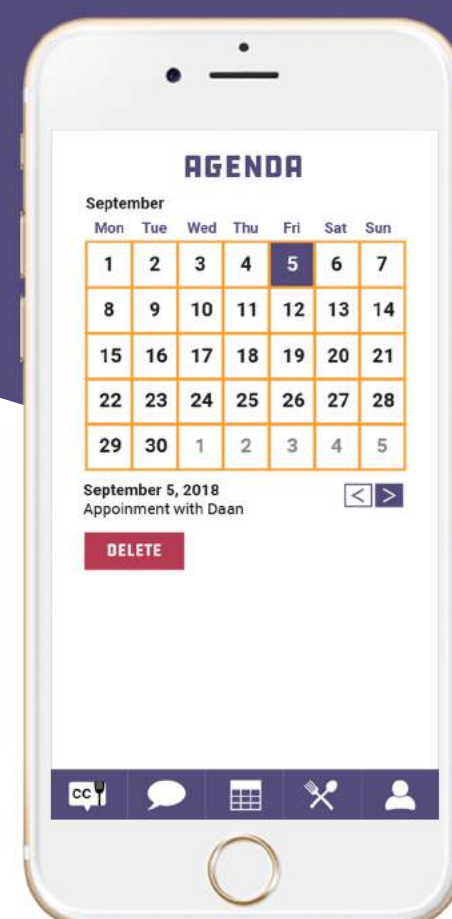 AGENDA
September
Mon Tue Wed Thu Fri Sat Sun
1 2 3 4 5 6 7
8 9 10 11 12 13 14
15 16 17 18 19 20 21
22 23 24 25 26 27 28
29 30 1 2 3 4 5
September 5, 2018 < >
Appoinment with Daan
DELETE
CC